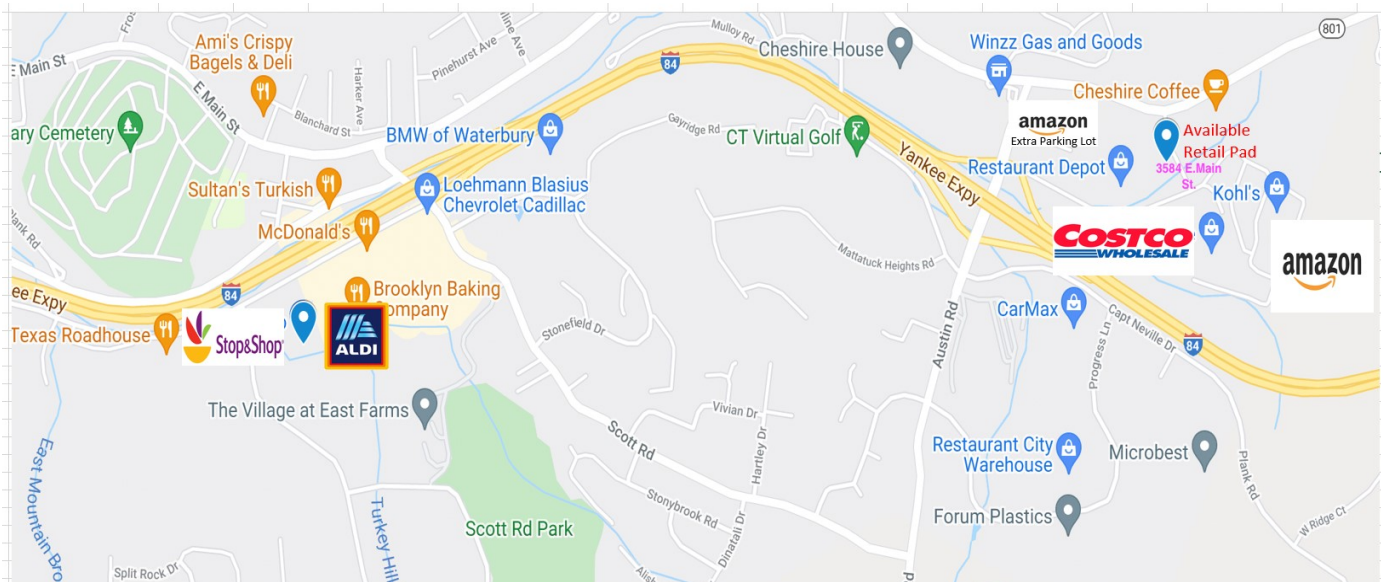 801
Mulloy Rd
Ami's Crispy
Bagels & Deli
Winzz Gas and Goods
Cheshire House
E Main St
Pinehurst Ave
84
Harker Ave
E Main St
Cheshire Coffee
ary Cemetery
Blanchard St
BMW of Waterbury
Gayridge Rd
CT Virtual Golf
amazon
Extra Parking Lot
Available
Retail Pad
3584 E.Main
St.
Yankee Expy
Restaurant Depot
Sultan's Turkish
Loehmann Blasius
Chevrolet Cadillac
Kohl's
McDonald's
COSTCO
WHOLESALE
Mattatuck Heights Rd
amazon
ee Expy
84
Brooklyn Baking
ompany
CarMax
Capt Neville Dr
Texas Roadhouse
Stop&Shop
ALDI
Stonefield Dr
Austin Rd
Progress Ln
84
The Village at East Farms
Vivian Dr
Scott Rd
Hartley Dr
Restaurant City
Warehouse
Microbest
Plank Rd
East Mountain Bro
Turkey Hill
Stonybrook Rd
Scott Rd Park
Dinatali Dr
Forum Plastics
W Ridge Ct
Split Rock Dr